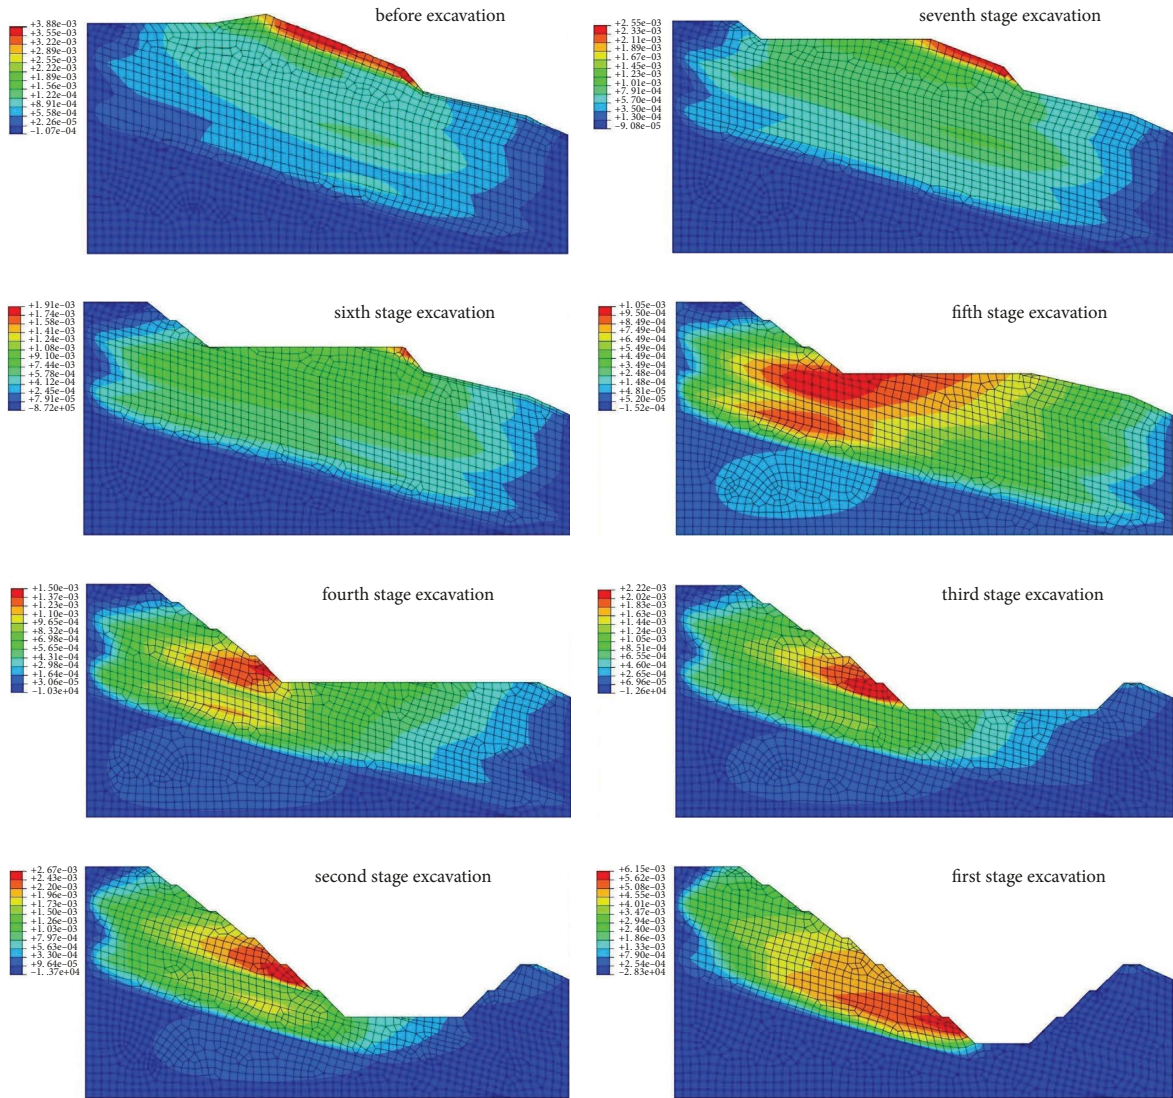 before excavation
+3.88e−03
+3.55e−03
+3.22e−03
+2.89e−03
+2.55e−03
+2.22e−03
+1.89e−03
+1.56e−03
+1.22e−04
+8.91e−04
+5.58e−04
+2.26e−05
−1.07e−04
seventh stage excavation
+2.55e−03
+2.33e−03
+2.11e−03
+1.89e−03
+1.67e−03
+1.45e−03
+1.23e−03
+1.01e−03
+7.91e−04
+5.70e−04
+3.50e−04
+1.30e−04
−9.08e−05
sixth stage excavation
+1.91e−03
+1.74e−03
+1.58e−03
+1.41e−03
+1.24e−03
+1.08e−03
+9.10e−04
+7.44e−03
+5.78e−04
+4.12e−04
+2.45e−04
+7.91e−05
−8.72e+05
fifth stage excavation
+1.05e−03
+9.50e−04
+8.49e−04
+7.49e−04
+6.49e−04
+5.49e−04
+2.48e−04
+1.48e−04
+4.81e−05
+5.20e−05
−1.52e−04
fourth stage excavation
+1.50e−03
+1.37e−03
+1.23e−03
+1.10e−03
+9.65e−04
+8.32e−04
+6.98e−04
+5.65e−04
+4.31e−04
+2.98e−04
+1.64e−04
+3.06e−05
−1.03e+04
third stage excavation
+2.22e−03
+2.02e−03
+1.83e−03
+1.63e−03
+1.44e−03
+1.24e−03
+1.05e−03
+8.51e−04
+6.55e−04
+4.60e−04
+2.65e−04
+6.96e−05
−1.26e+04
second stage excavation
+2.67e−03
+2.43e−03
+2.20e−03
+1.96e−03
+1.73e−03
+1.50e−03
+1.26e−03
+1.03e−04
+7.97e−04
+5.63e−04
+3.30e−04
+9.64e−05
−1.37e+04
first stage excavation
+6.15e−03
+5.62e−03
+5.08e−03
+4.55e−03
+4.01e−03
+3.47e−03
+2.94e−03
+2.40e−03
+1.86e−03
+1.33e−03
+7.90e−04
+2.54e−04
−2.83e+04